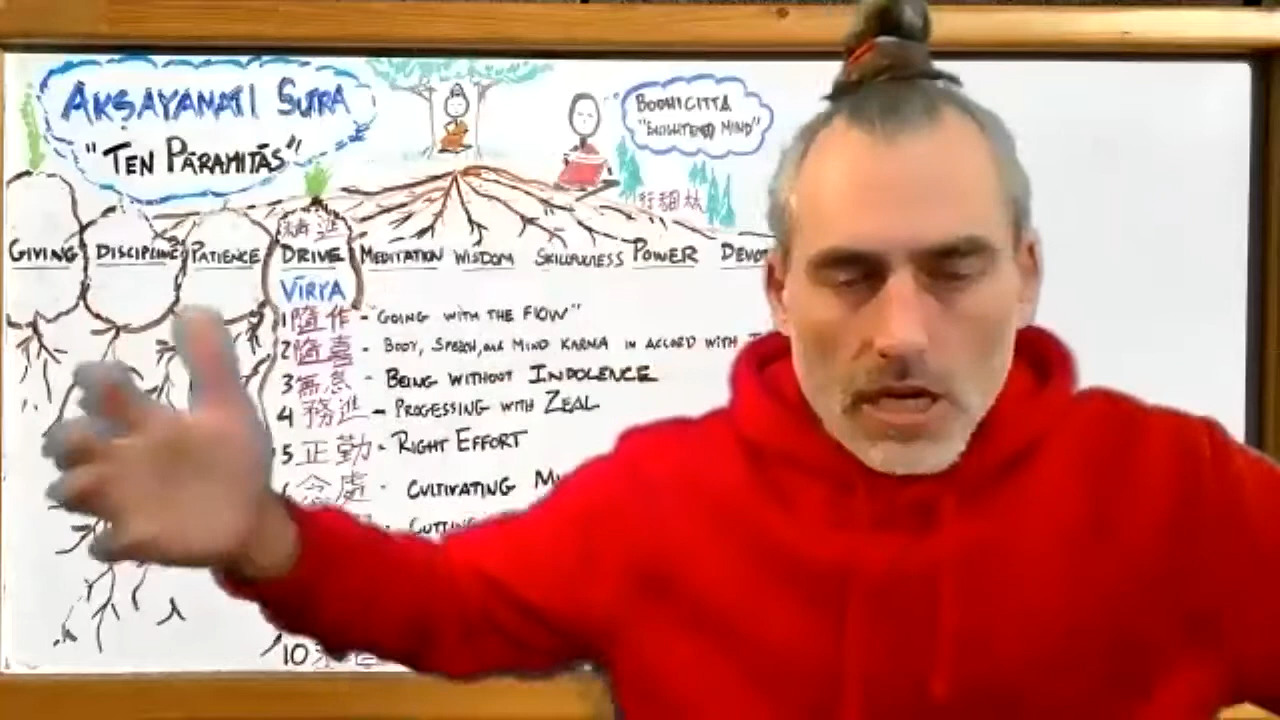 AKṢAYAMATI SUTRA
"TEN PĀRAMITĀS"
BODHICITTA
MIND"
GIVING DISCIPLINE PATIENCE DRIVE MEDITATION WISDOM SKILLFULNESS POWER
精進
VĪRYA
1 隨作 - "GOING WITH THE FLOW"
2 隨喜 - BODY, SPEECH, AND MIND KARMA IN ACCORD WITH
3 無怠 - BEING WITHOUT INDOLENCE
4 務進 - PROGESSING WITH ZEAL
5 正勤 - RIGHT EFFORT
念處 - CULTIVATING
CUTTING
10